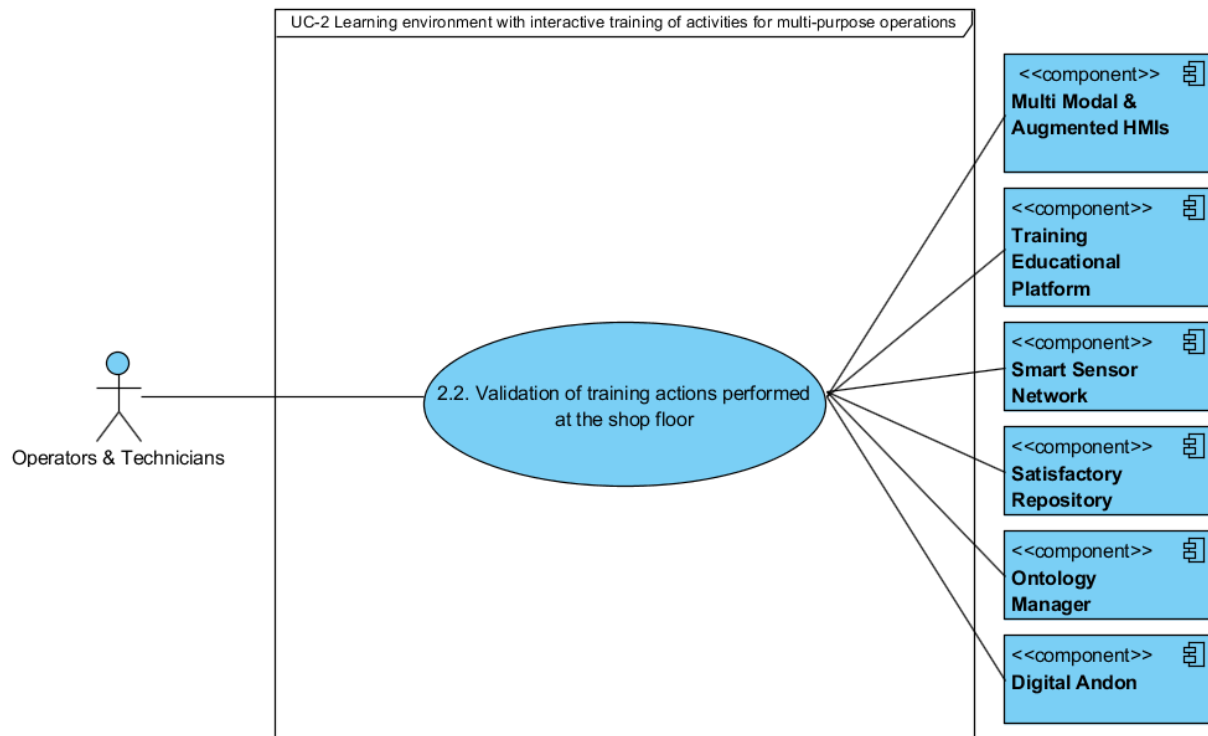 UC-2 Learning environment with interactive training of activities for multi-purpose operations
<<component>>
Multi Modal &
Augmented HMIs
<<component>>
Training
Educational
Platform
<<component>>
Smart Sensor
Network
2.2. Validation of training actions performed
at the shop floor
Operators & Technicians
<<component>>
Satisfactory
Repository
<<component>>
Ontology
Manager
<<component>>
Digital Andon